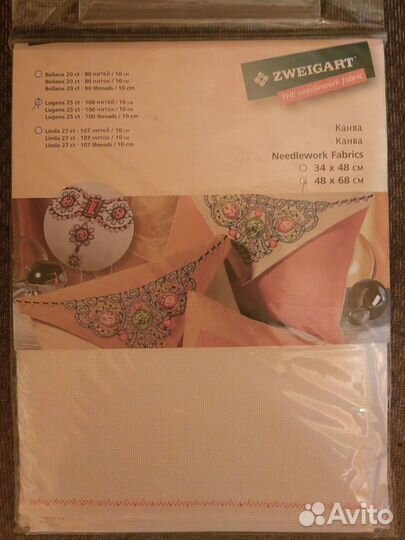 ZWEIGART
THE needlework fabric
Bellana 20 ct · 80 нитей / 10 см
Bellana 20 ct · 80 ниток / 10 см
Bellana 20 ct · 80 threads / 10 cm
Lugana 25 ct · 100 нитей / 10 см
Lugana 25 ct · 100 ниток / 10 см
Lugana 25 ct · 100 threads / 10 cm
Linda 27 ct · 107 нитей / 10 см
Linda 27 ct · 107 ниток / 10 см
Linda 27 ct · 107 threads / 10 cm
Канва
Канва
Needlework Fabrics
34 x 48 см
48 x 68 см
Avito